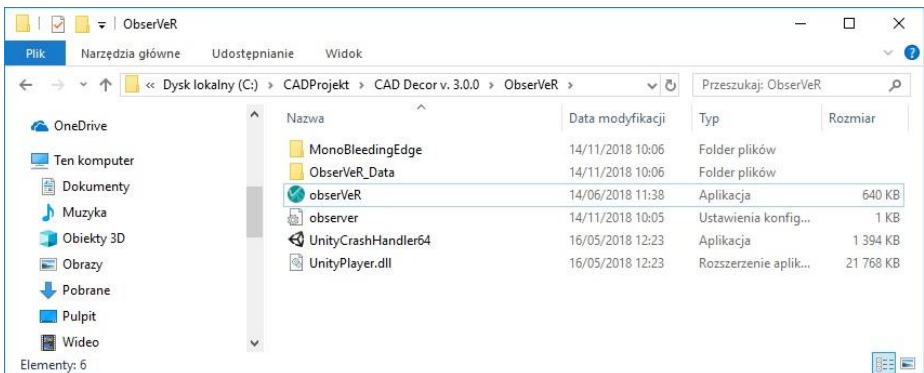 ObserVeR
Plik Narzędzia główne Udostępnianie Widok
« Dysk lokalny (C:) › CADProjekt › CAD Decor v. 3.0.0 › ObserVeR › Przeszukaj: ObserVeR
OneDrive
Ten komputer
Dokumenty
Muzyka
Obiekty 3D
Obrazy
Pobrane
Pulpit
Wideo
Nazwa Data modyfikacji Typ Rozmiar
MonoBleedingEdge 14/11/2018 10:06 Folder plików
ObserVeR_Data 14/11/2018 10:06 Folder plików
obserVeR 14/06/2018 11:38 Aplikacja 640 KB
observer 14/11/2018 10:05 Ustawienia konfig... 1 KB
UnityCrashHandler64 16/05/2018 12:23 Aplikacja 1 394 KB
UnityPlayer.dll 16/05/2018 12:23 Rozszerzenie aplik... 21 768 KB
Elementy: 6